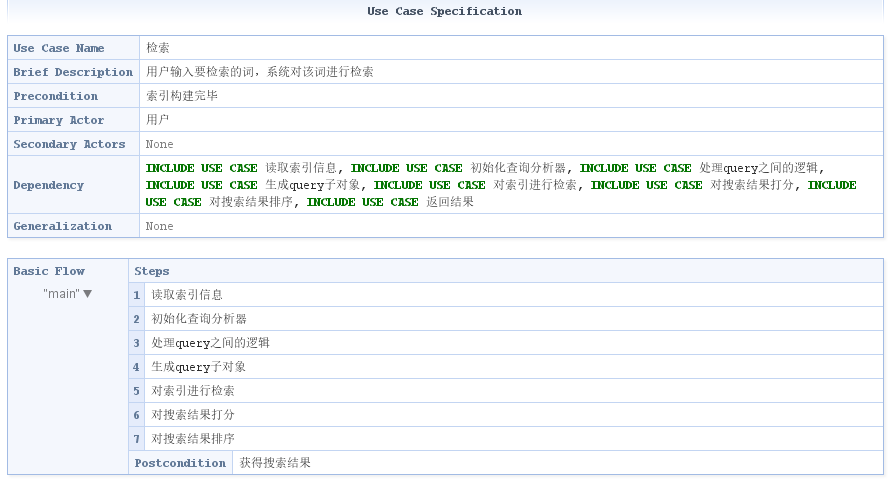 Use Case Specification
Use Case Name 检索
Brief Description 用户输入要检索的词，系统对该词进行检索
Precondition 索引构建完毕
Primary Actor 用户
Secondary Actors None
Dependency
INCLUDE USE CASE 读取索引信息, INCLUDE USE CASE 初始化查询分析器, INCLUDE USE CASE 处理query之间的逻辑,
INCLUDE USE CASE 生成query子对象, INCLUDE USE CASE 对索引进行检索, INCLUDE USE CASE 对搜索结果打分, INCLUDE
USE CASE 对搜索结果排序, INCLUDE USE CASE 返回结果
Generalization None
Basic Flow Steps
"main" ▼
1 读取索引信息
2 初始化查询分析器
3 处理query之间的逻辑
4 生成query子对象
5 对索引进行检索
6 对搜索结果打分
7 对搜索结果排序
Postcondition 获得搜索结果